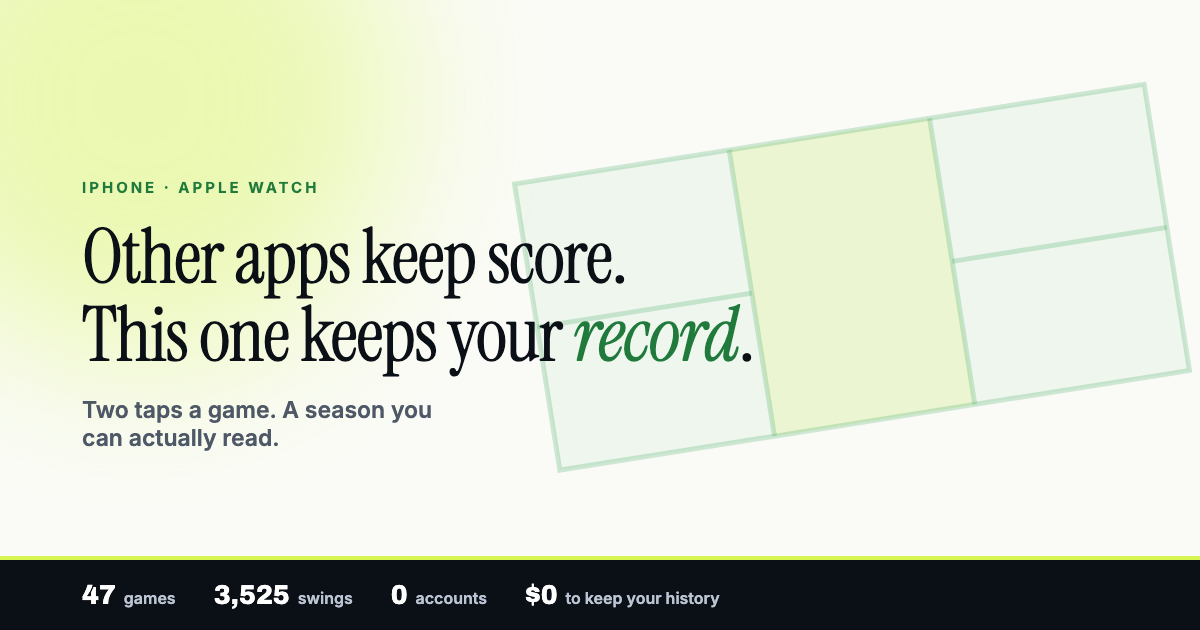 IPHONE · APPLE WATCH
Other apps keep score.
This one keeps your record.
Two taps a game. A season you
can actually read.
47 games 3,525 swings 0 accounts $0 to keep your history